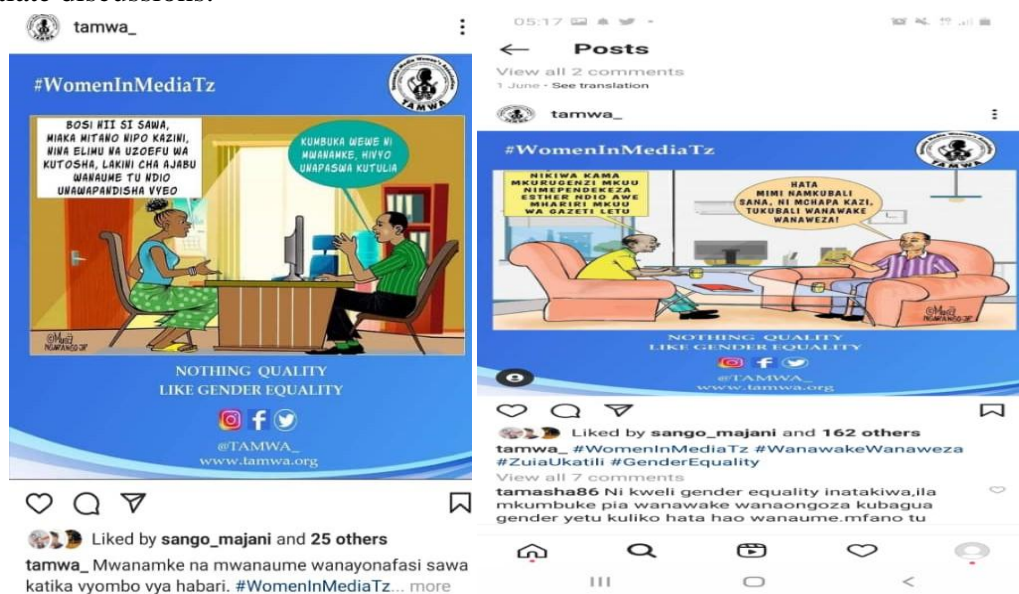 tamwa_
#WomenInMediaTz
TAMWA
BOSI HII SI SAWA,
MIAKA MITANO NIPO KAZINI,
NINA ELIMU NA UZOEFU WA
KUTOSHA, LAKINI CHA AJABU
WANAUME TU NDIO
UNAWAPANDISHA VYEO
KUMBUKA WEWE NI
MWANAMKE, HIVYO
UNAPASWA KUTULIA
NOTHING QUALITY
LIKE GENDER EQUALITY
@TAMWA_
www.tamwa.org
Liked by sango_majani and 25 others
tamwa_ Mwanamke na mwanaume wanayonafasi sawa
katika vyombo vya habari. #WomenInMediaTz... more
05:17
Posts
View all 2 comments
1 June • See translation
tamwa_
#WomenInMediaTz
TAMWA
NIKIWA KAMA
MKURUGENZI MKUU
NIMEPENDEKEZA
ESTHER NDIO AWE
MHARIRI MKUU
WA GAZETI LETU
HATA
MIMI NAMKUBALI
SANA, NI MCHAPA KAZI,
TUKUBALI WANAWAKE
WANAWEZA!
NOTHING QUALITY
LIKE GENDER EQUALITY
@TAMWA_
www.tamwa.org
Liked by sango_majani and 162 others
tamwa_ #WomenInMediaTz #WanawakeWanaweza
#ZuiaUkatili #GenderEquality
View all 7 comments
tamasha86 Ni kweli gender equality inatakiwa,ila
mkumbuke pia wanawake wanaongoza kubagua
gender yetu kuliko hata hao wanaume.mfano tu